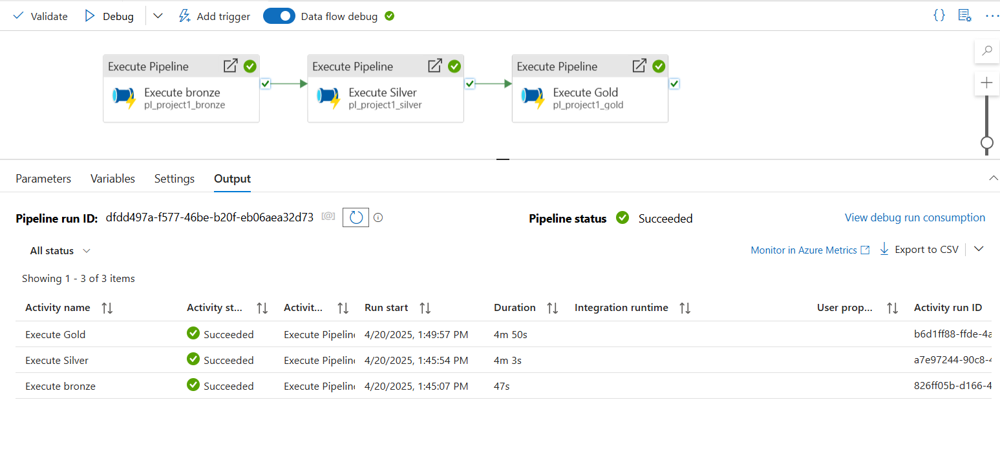 Validate Debug Add trigger Data flow debug {}
Execute Pipeline Execute Pipeline Execute Pipeline
Execute bronze Execute Silver Execute Gold
pl_project1_bronze pl_project1_silver pl_project1_gold
Parameters Variables Settings Output
Pipeline run ID: dfdd497a-f577-46be-b20f-eb06aea32d73 [@] Pipeline status Succeeded View debug run consumption
All status Monitor in Azure Metrics Export to CSV
Showing 1 - 3 of 3 items
Activity name Activity st... Activit... Run start Duration Integration runtime User prop... Activity run ID
Execute Gold Succeeded Execute Pipeline 4/20/2025, 1:49:57 PM 4m 50s b6d1ff88-ffde-4a
Execute Silver Succeeded Execute Pipeline 4/20/2025, 1:45:54 PM 4m 3s a7e97244-90c8-4
Execute bronze Succeeded Execute Pipeline 4/20/2025, 1:45:07 PM 47s 826ff05b-d166-4